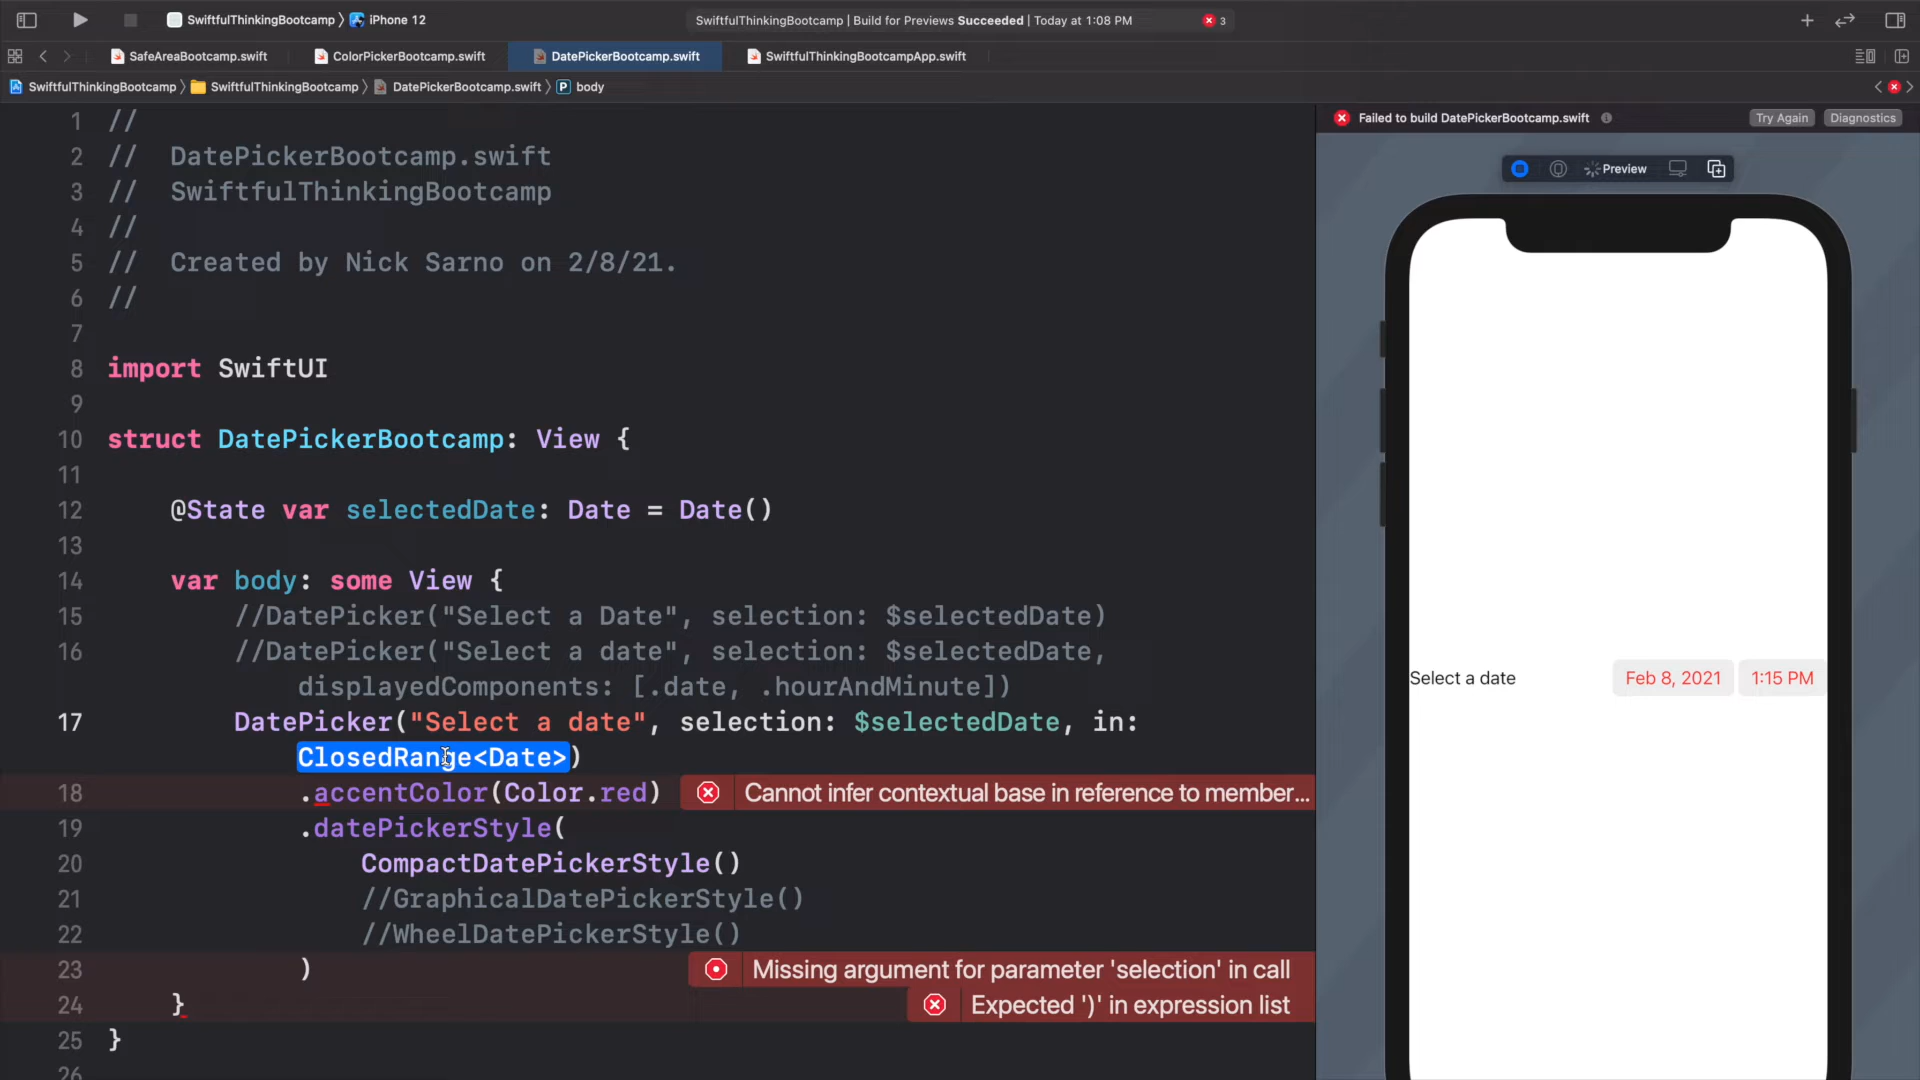 SwiftfulThinkingBootcamp 〉 iPhone 12
SwiftfulThinkingBootcamp | Build for Previews Succeeded | Today at 1:08 PM
3
SafeAreaBootcamp.swift
ColorPickerBootcamp.swift
DatePickerBootcamp.swift
SwiftfulThinkingBootcampApp.swift
SwiftfulThinkingBootcamp 〉 SwiftfulThinkingBootcamp 〉 DatePickerBootcamp.swift 〉 P body
Failed to build DatePickerBootcamp.swift
Try Again
Diagnostics
Preview
1 //
2 //  DatePickerBootcamp.swift
3 //  SwiftfulThinkingBootcamp
4 //
5 //  Created by Nick Sarno on 2/8/21.
6 //
7
8 import SwiftUI
9
10 struct DatePickerBootcamp: View {
11
12     @State var selectedDate: Date = Date()
13
14     var body: some View {
15         //DatePicker("Select a Date", selection: $selectedDate)
16         //DatePicker("Select a date", selection: $selectedDate,
            displayedComponents: [.date, .hourAndMinute])
17         DatePicker("Select a date", selection: $selectedDate, in:
            ClosedRange<Date>)
18             .accentColor(Color.red)
Cannot infer contextual base in reference to member...
19             .datePickerStyle(
20                 CompactDatePickerStyle()
21                 //GraphicalDatePickerStyle()
22                 //WheelDatePickerStyle()
23             )
Missing argument for parameter 'selection' in call
24     }
Expected ')' in expression list
25 }
26
Select a date
Feb 8, 2021
1:15 PM